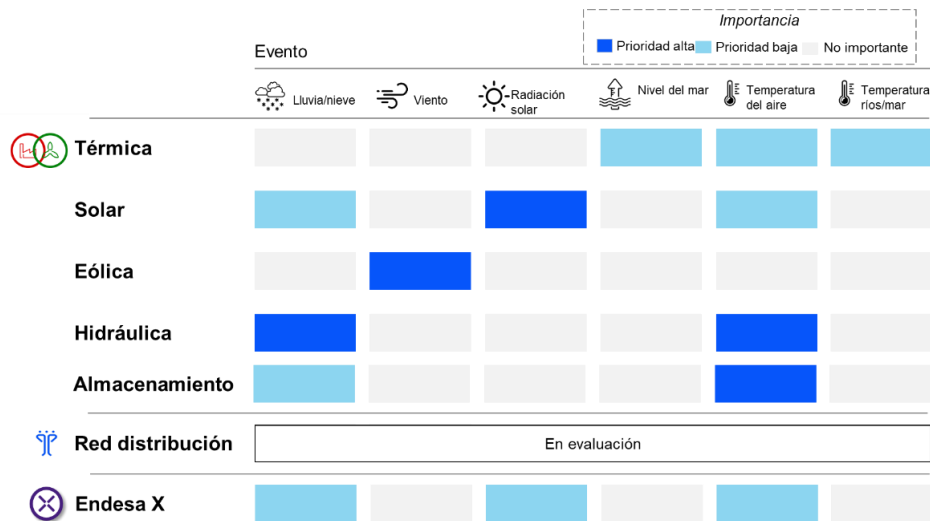 Importancia
Prioridad alta Prioridad baja No importante
Evento
Lluvia/nieve
Viento
Radiación
solar
Nivel del mar
Temperatura
del aire
Temperatura
ríos/mar
Térmica
Solar
Eólica
Hidráulica
Almacenamiento
Red distribución
En evaluación
Endesa X